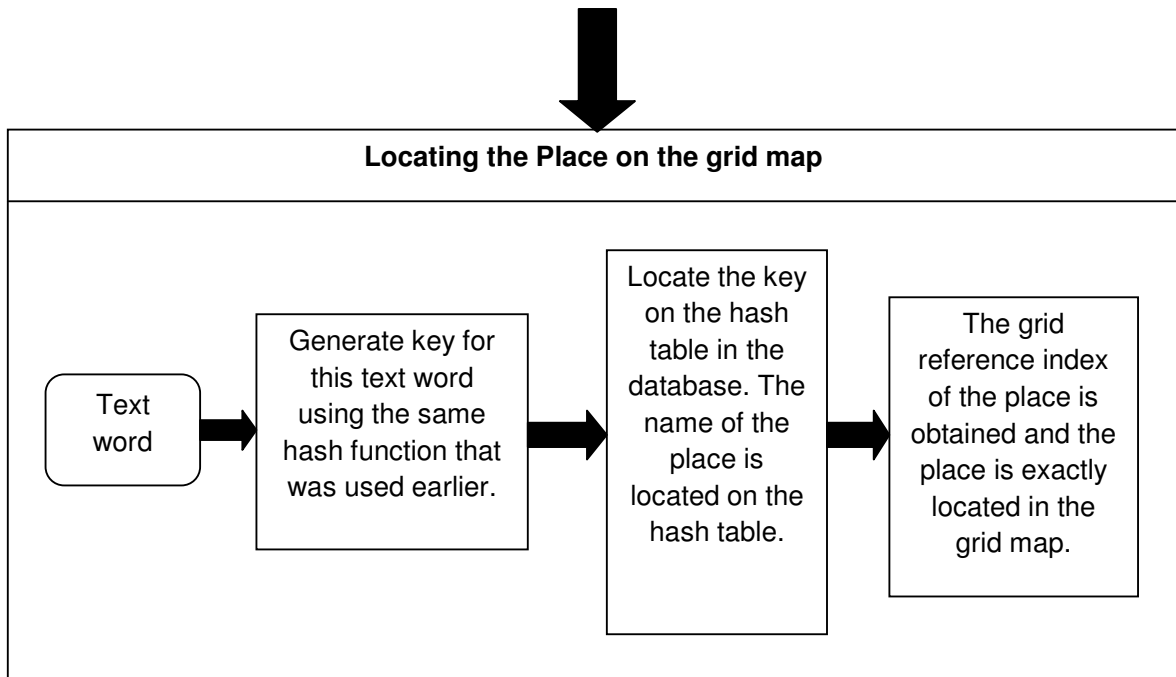 Locating the Place on the grid map
Text
word
Generate key for
this text word
using the same
hash function that
was used earlier.
Locate the key
on the hash
table in the
database. The
name of the
place is
located on the
hash table.
The grid
reference index
of the place is
obtained and the
place is exactly
located in the
grid map.